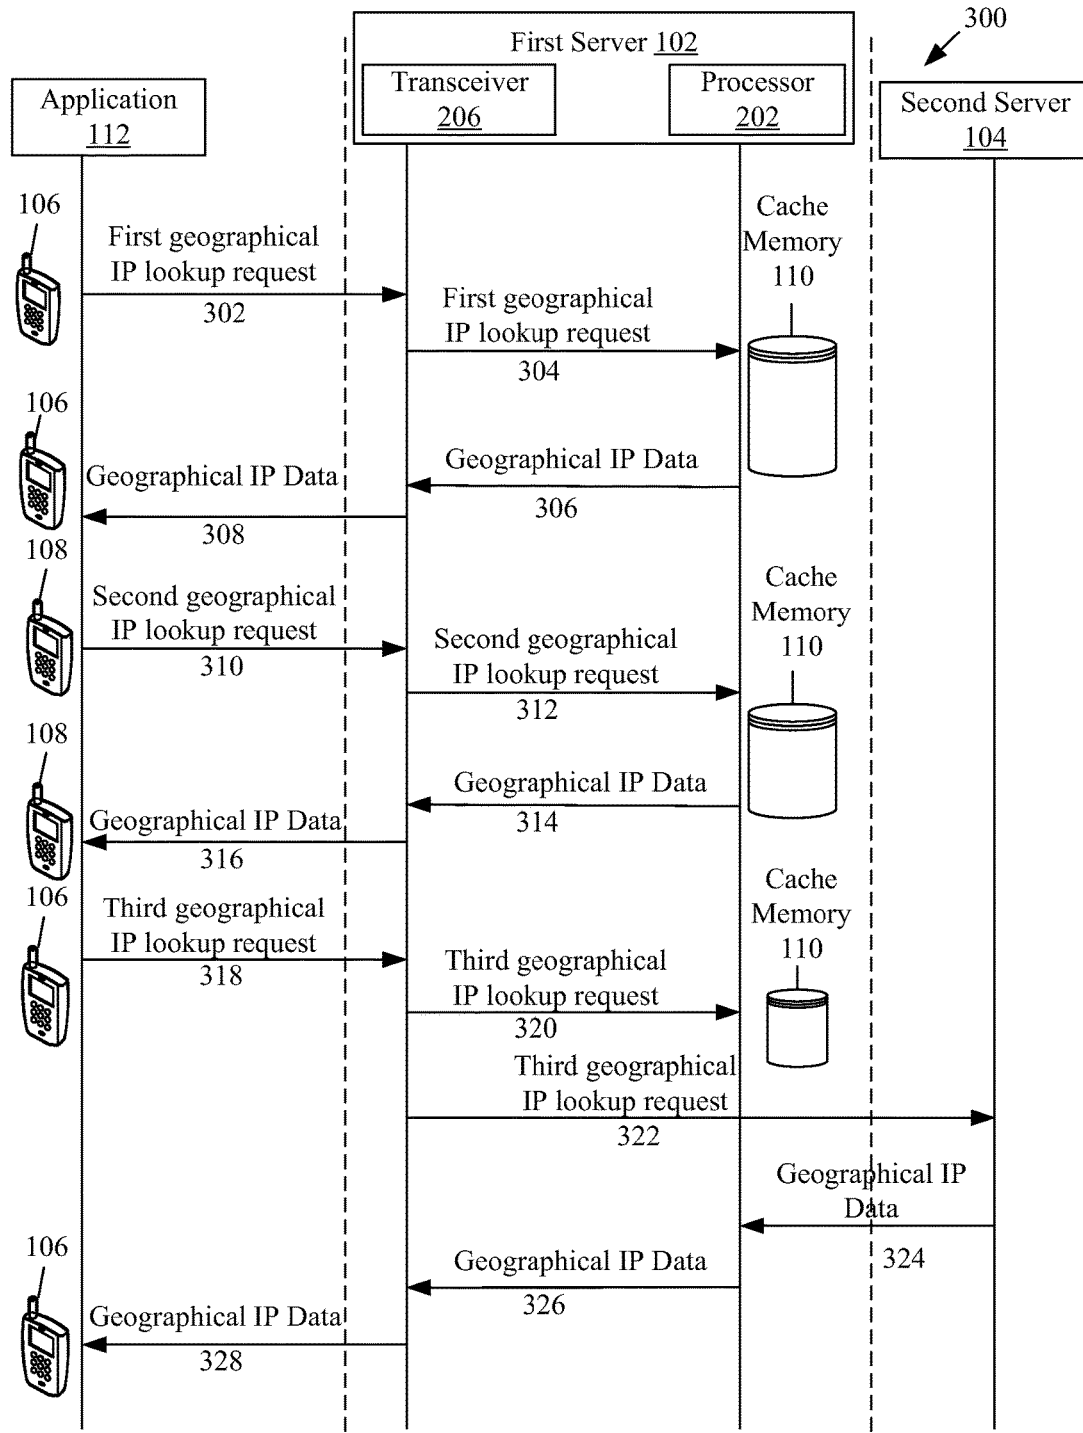 300
First Server 102
Transceiver
206
Processor
202
Application
112
Second Server
104
106
First geographical
IP lookup request
302
Cache
Memory
110
First geographical
IP lookup request
304
106
Geographical IP Data
306
Geographical IP Data
308
108
Second geographical
IP lookup request
310
Cache
Memory
110
Second geographical
IP lookup request
312
108
Geographical IP Data
314
Geographical IP Data
316
106
Third geographical
IP lookup request
318
Cache
Memory
110
Third geographical
IP lookup request
320
Third geographical
IP lookup request
322
Geographical IP
Data
324
106
Geographical IP Data
326
Geographical IP Data
328